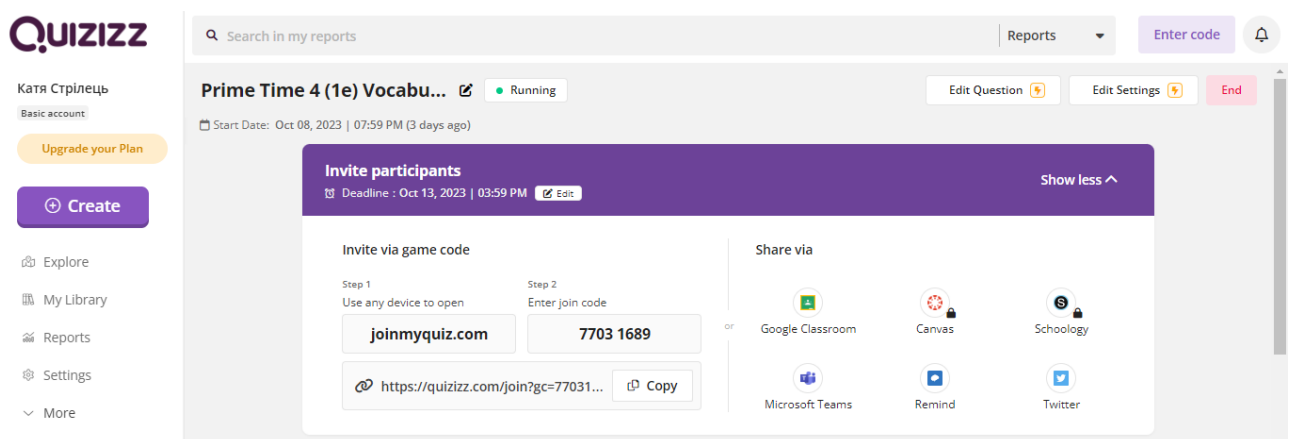 QUIZIZZ
Search in my reports
Reports
Enter code
Катя Стрілець
Basic account
Upgrade your Plan
Create
Explore
My Library
Reports
Settings
More
Prime Time 4 (1e) Vocabu...
Running
Edit Question
Edit Settings
End
Start Date: Oct 08, 2023 | 07:59 PM (3 days ago)
Invite participants
Deadline : Oct 13, 2023 | 03:59 PM
Edit
Show less
Invite via game code
Step 1
Use any device to open
joinmyquiz.com
Step 2
Enter join code
7703 1689
https://quizizz.com/join?gc=77031...
Copy
or
Share via
Google Classroom
Canvas
Schoology
Microsoft Teams
Remind
Twitter